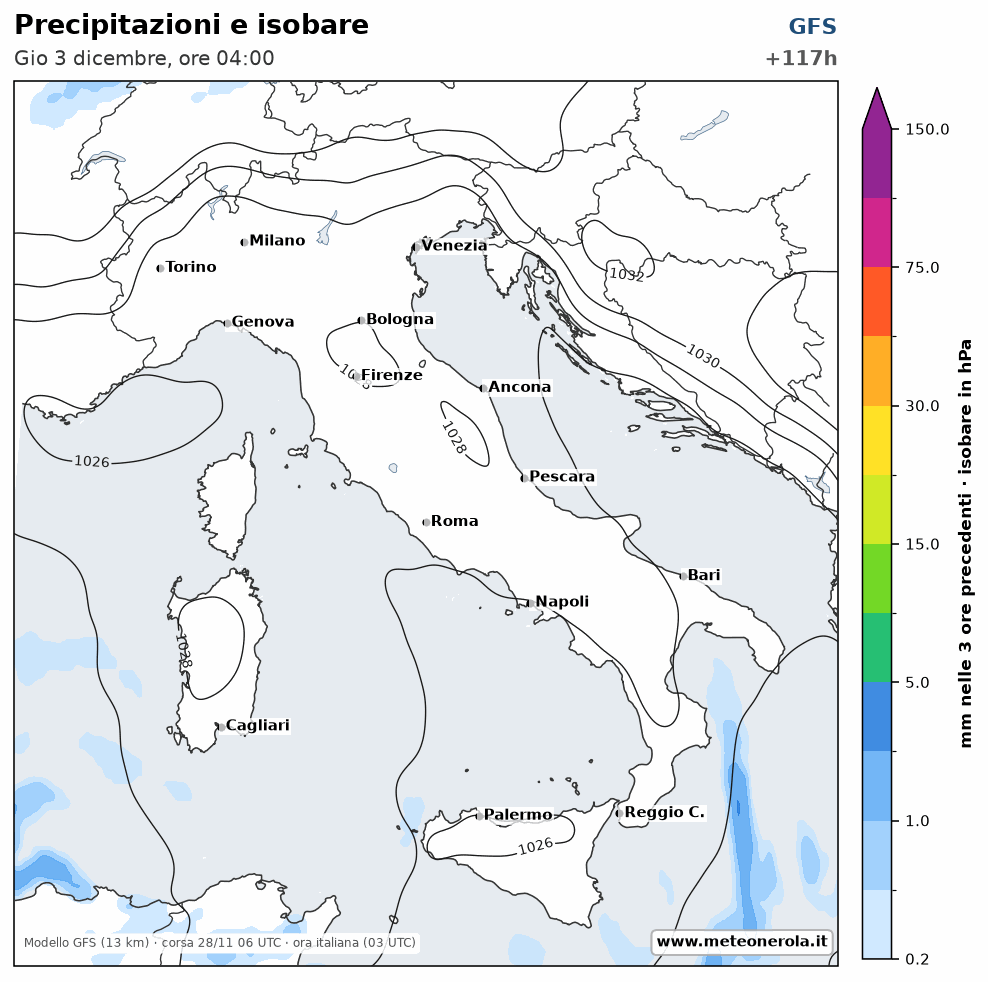 Precipitazioni e isobare
GFS
Gio 3 dicembre, ore 04:00
+117h
150.0
75.0
30.0
15.0
5.0
1.0
0.2
mm nelle 3 ore precedenti · isobare in hPa
Milano
Venezia
Torino
1032
Genova
Bologna
1030
Firenze
Ancona
1028
1026
Pescara
Roma
Bari
Napoli
1028
Cagliari
Palermo
Reggio C.
1026
Modello GFS (13 km) · corsa 28/11 06 UTC · ora italiana (03 UTC)
www.meteonerola.it